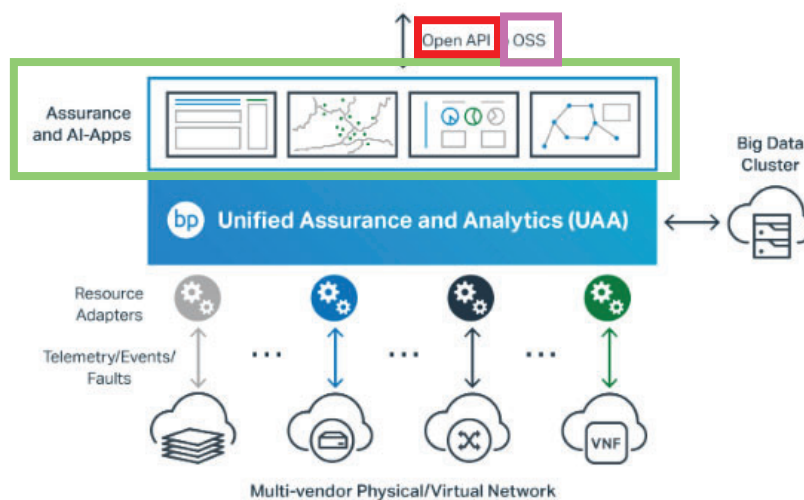 Open API OSS
Assurance
and AI-Apps
Big Data
Cluster
bp Unified Assurance and Analytics (UAA)
Resource
Adapters
Telemetry/Events/
Faults
... ... ...
VNF
Multi-vendor Physical/Virtual Network